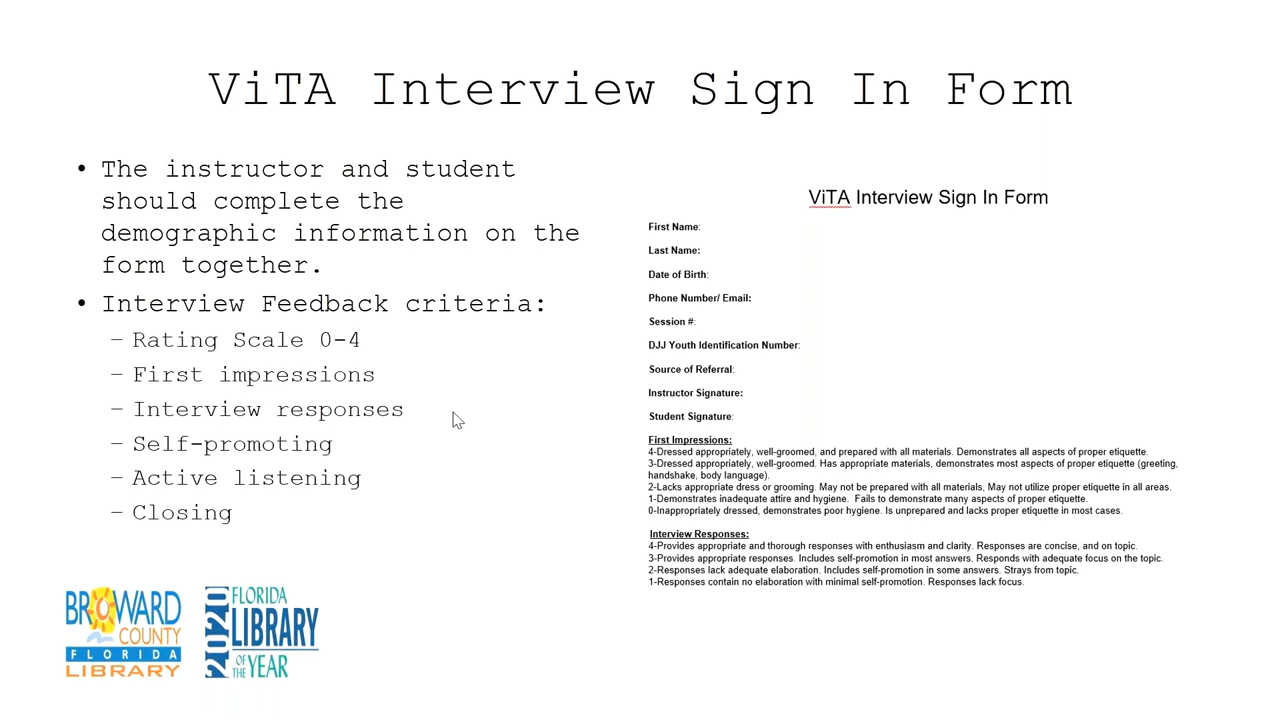 ViTA Interview Sign In Form
• The instructor and student
should complete the
demographic information on the
form together.
• Interview Feedback criteria:
– Rating Scale 0-4
– First impressions
– Interview responses
– Self-promoting
– Active listening
– Closing
ViTA Interview Sign In Form
First Name:
Last Name:
Date of Birth:
Phone Number/ Email:
Session #:
DJJ Youth Identification Number:
Source of Referral:
Instructor Signature:
Student Signature:
First Impressions:
4-Dressed appropriately, well-groomed, and prepared with all materials. Demonstrates all aspects of proper etiquette.
3-Dressed appropriately, well-groomed. Has appropriate materials, demonstrates most aspects of proper etiquette (greeting,
handshake, body language).
2-Lacks appropriate dress or grooming. May not be prepared with all materials, May not utilize proper etiquette in all areas.
1-Demonstrates inadequate attire and hygiene. Fails to demonstrate many aspects of proper etiquette.
0-Inappropriately dressed, demonstrates poor hygiene. Is unprepared and lacks proper etiquette in most cases.
Interview Responses:
4-Provides appropriate and thorough responses with enthusiasm and clarity. Responses are concise, and on topic.
3-Provides appropriate responses. Includes self-promotion in most answers. Responds with adequate focus on the topic.
2-Responses lack adequate elaboration. Includes self-promotion in some answers. Strays from topic.
1-Responses contain no elaboration with minimal self-promotion. Responses lack focus.
BROWARD
COUNTY
FLORIDA
LIBRARY
2020
FLORIDA
LIBRARY
OF THE YEAR